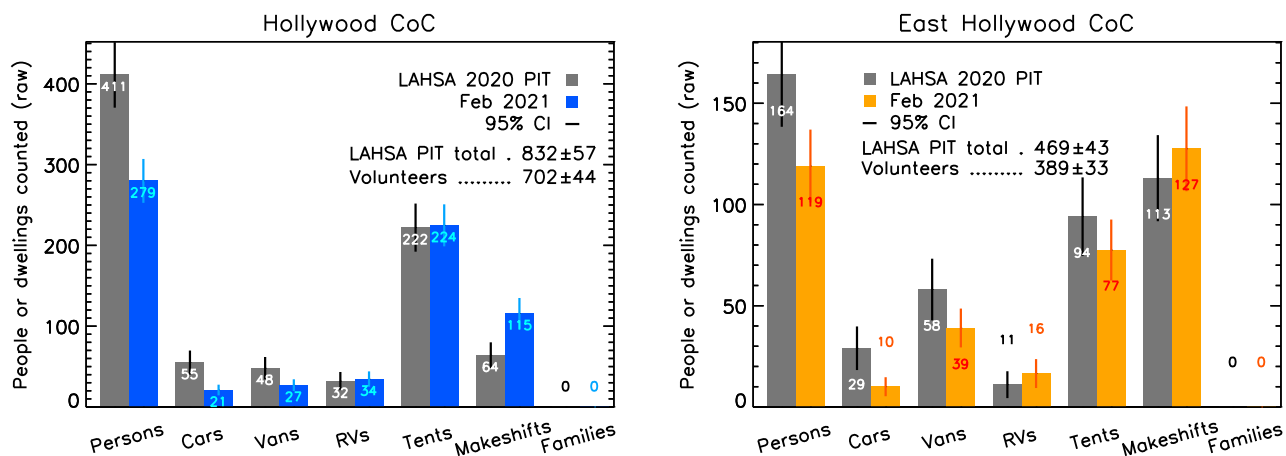 Hollywood CoC
People or dwellings counted (raw)
400
300
200
100
0
LAHSA 2020 PIT
Feb 2021
95% CI
LAHSA PIT total . 832±57
Volunteers ......... 702±44
411
279
55
21
48
27
32
34
222
224
64
115
0
0
Persons
Cars
Vans
RVs
Tents
Makeshifts
Families
East Hollywood CoC
People or dwellings counted (raw)
150
100
50
0
LAHSA 2020 PIT
Feb 2021
95% CI
LAHSA PIT total . 469±43
Volunteers ......... 389±33
164
119
29
10
58
39
11
16
94
77
113
127
0
0
Persons
Cars
Vans
RVs
Tents
Makeshifts
Families